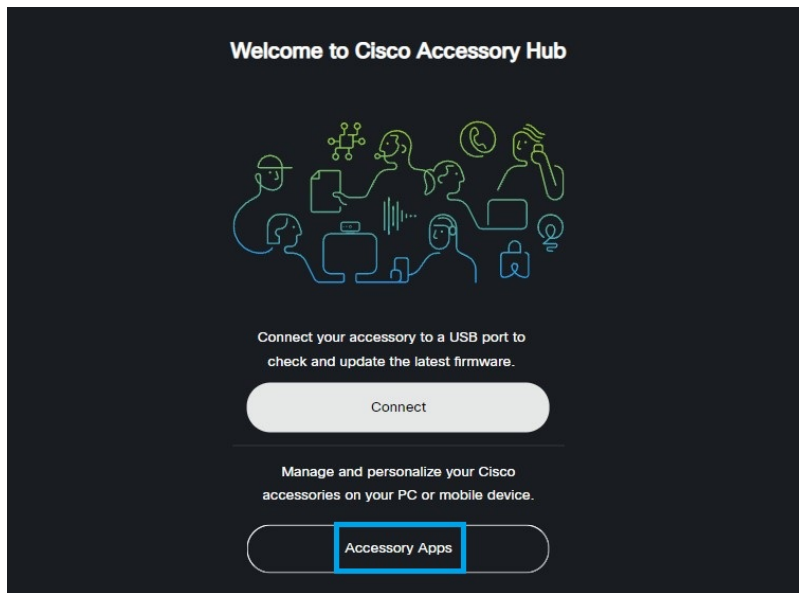 Welcome to Cisco Accessory Hub
Connect your accessory to a USB port to
check and update the latest firmware.
Connect
Manage and personalize your Cisco
accessories on your PC or mobile device.
Accessory Apps